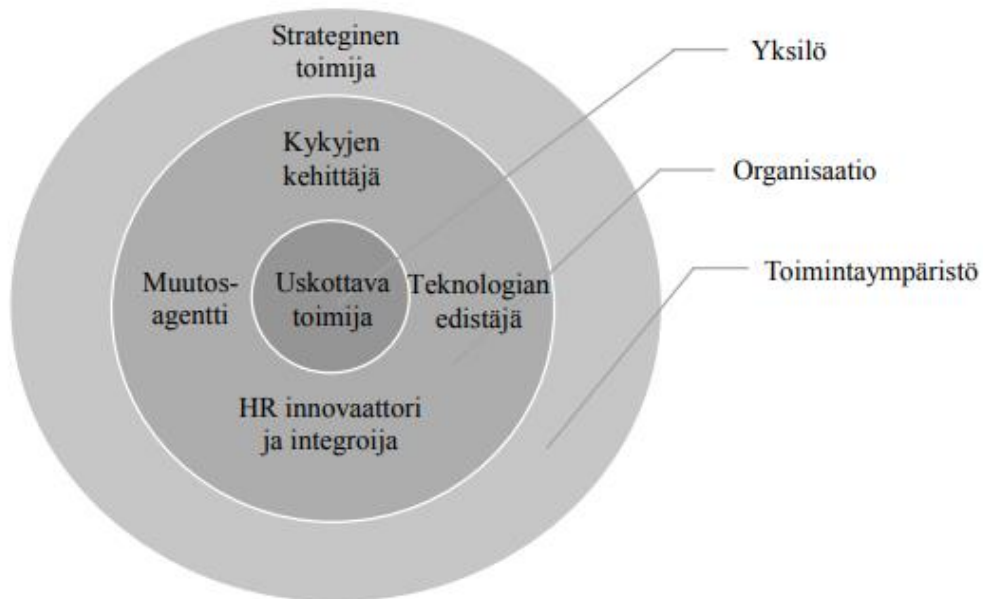 Strateginen
toimija
Yksilö
Kykyjen
kehittäjä
Organisaatio
Muutos-
agentti
Uskottava
toimija
Teknologian
edistäjä
Toimintaympäristö
HR innovaattori
ja integroija